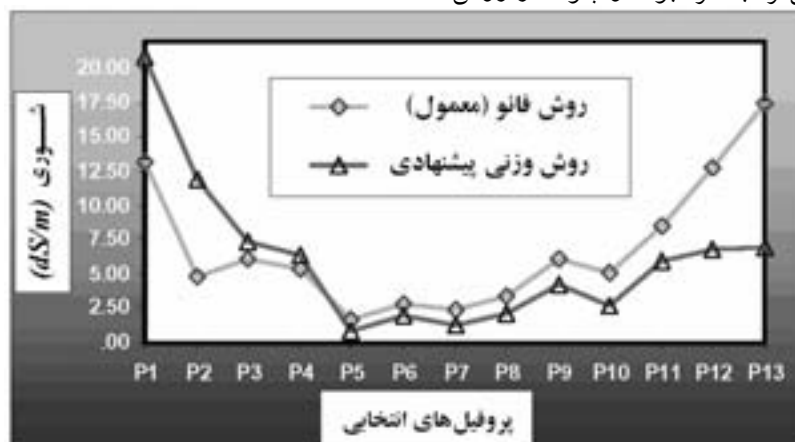 روش فائو (معمول)
روش وزنی پیشنهادی
20.00
17.50
15.00
12.50
10.00
7.50
5.00
2.50
.00
شـــوری (dS/m)
P1 P2 P3 P4 P5 P6 P7 P8 P9 P10 P11 P12 P13
پروفیل‌های انتخابی